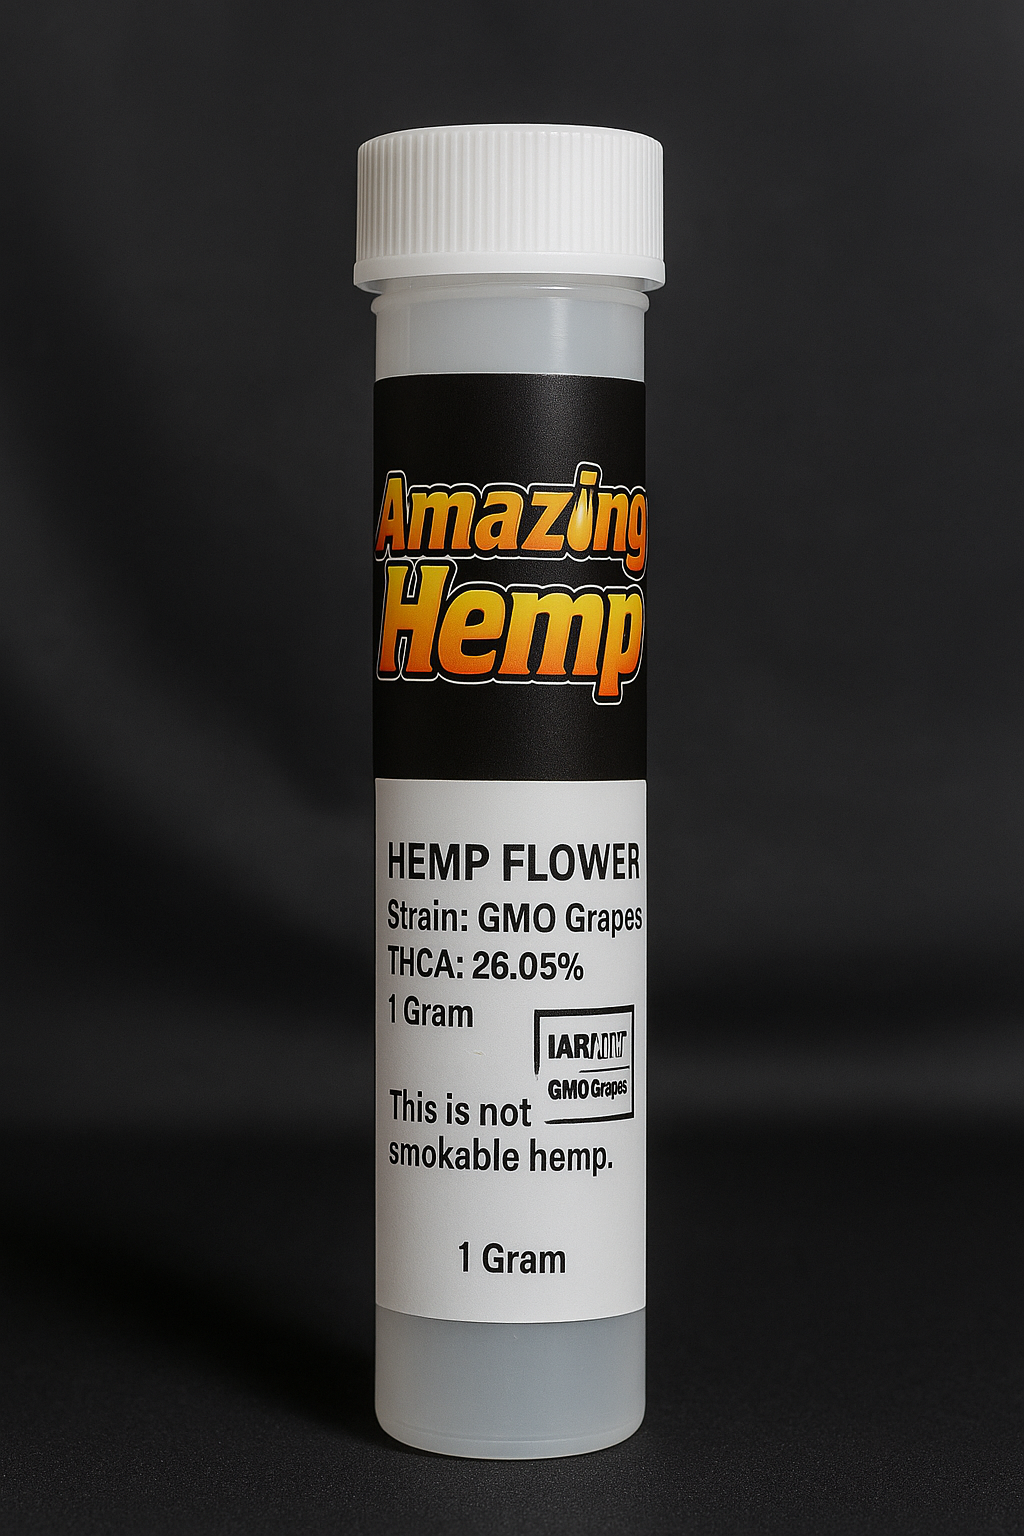 Amazing
Hemp
HEMP FLOWER
Strain: GMO Grapes
THCA: 26.05%
1 Gram
GMO Grapes
This is not
smokable hemp.
1 Gram